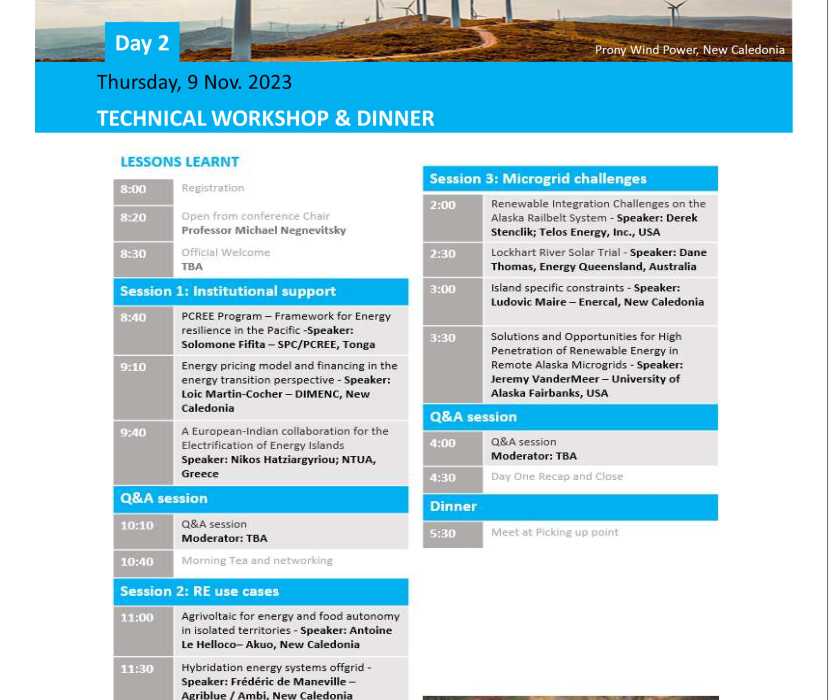 Day 2
Prony Wind Power, New Caledonia
Thursday, 9 Nov. 2023
TECHNICAL WORKSHOP & DINNER
LESSONS LEARNT
8:00 Registration
8:20 Open from conference Chair
Professor Michael Negnevitsky
8:30 Official Welcome
TBA
Session 1: Institutional support
8:40 PCREE Program – Framework for Energy
resilience in the Pacific -Speaker:
Solomone Fifita – SPC/PCREE, Tonga
9:10 Energy pricing model and financing in the
energy transition perspective - Speaker:
Loic Martin-Cocher – DIMENC, New
Caledonia
9:40 A European-Indian collaboration for the
Electrification of Energy Islands
Speaker: Nikos Hatziargyriou; NTUA,
Greece
Q&A session
10:10 Q&A session
Moderator: TBA
10:40 Morning Tea and networking
Session 2: RE use cases
11:00 Agrivoltaic for energy and food autonomy
in isolated territories - Speaker: Antoine
Le Helloco– Akuo, New Caledonia
11:30 Hybridation energy systems offgrid -
Speaker: Frédéric de Maneville –
Agriblue / Ambi, New Caledonia
Session 3: Microgrid challenges
2:00 Renewable Integration Challenges on the
Alaska Railbelt System - Speaker: Derek
Stenclik; Telos Energy, Inc., USA
2:30 Lockhart River Solar Trial - Speaker: Dane
Thomas, Energy Queensland, Australia
3:00 Island specific constraints - Speaker:
Ludovic Maire – Enercal, New Caledonia
3:30 Solutions and Opportunities for High
Penetration of Renewable Energy in
Remote Alaska Microgrids - Speaker:
Jeremy VanderMeer – University of
Alaska Fairbanks, USA
Q&A session
4:00 Q&A session
Moderator: TBA
4:30 Day One Recap and Close
Dinner
5:30 Meet at Picking up point